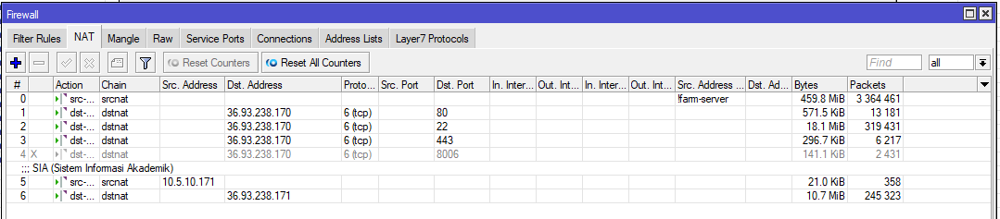 Firewall
Filter Rules NAT Mangle Raw Service Ports Connections Address Lists Layer7 Protocols
Reset Counters Reset All Counters Find all
# Action Chain Src. Address Dst. Address Proto... Src. Port Dst. Port In. Inter... Out. Int... In. Inter... Out. Int... Src. Address ... Dst. Ad... Bytes Packets
0 src-... srcnat !farm-server 459.8 MiB 3 364 461
1 dst-... dstnat 36.93.238.170 6 (tcp) 80 571.5 KiB 13 181
2 dst-... dstnat 36.93.238.170 6 (tcp) 22 18.1 MiB 319 431
3 dst-... dstnat 36.93.238.170 6 (tcp) 443 296.7 KiB 6 217
4 X dst-... dstnat 36.93.238.170 6 (tcp) 8006 141.1 KiB 2 431
;;; SIA (Sistem Informasi Akademik)
5 src-... srcnat 10.5.10.171 21.0 KiB 358
6 dst-... dstnat 36.93.238.171 10.7 MiB 245 323